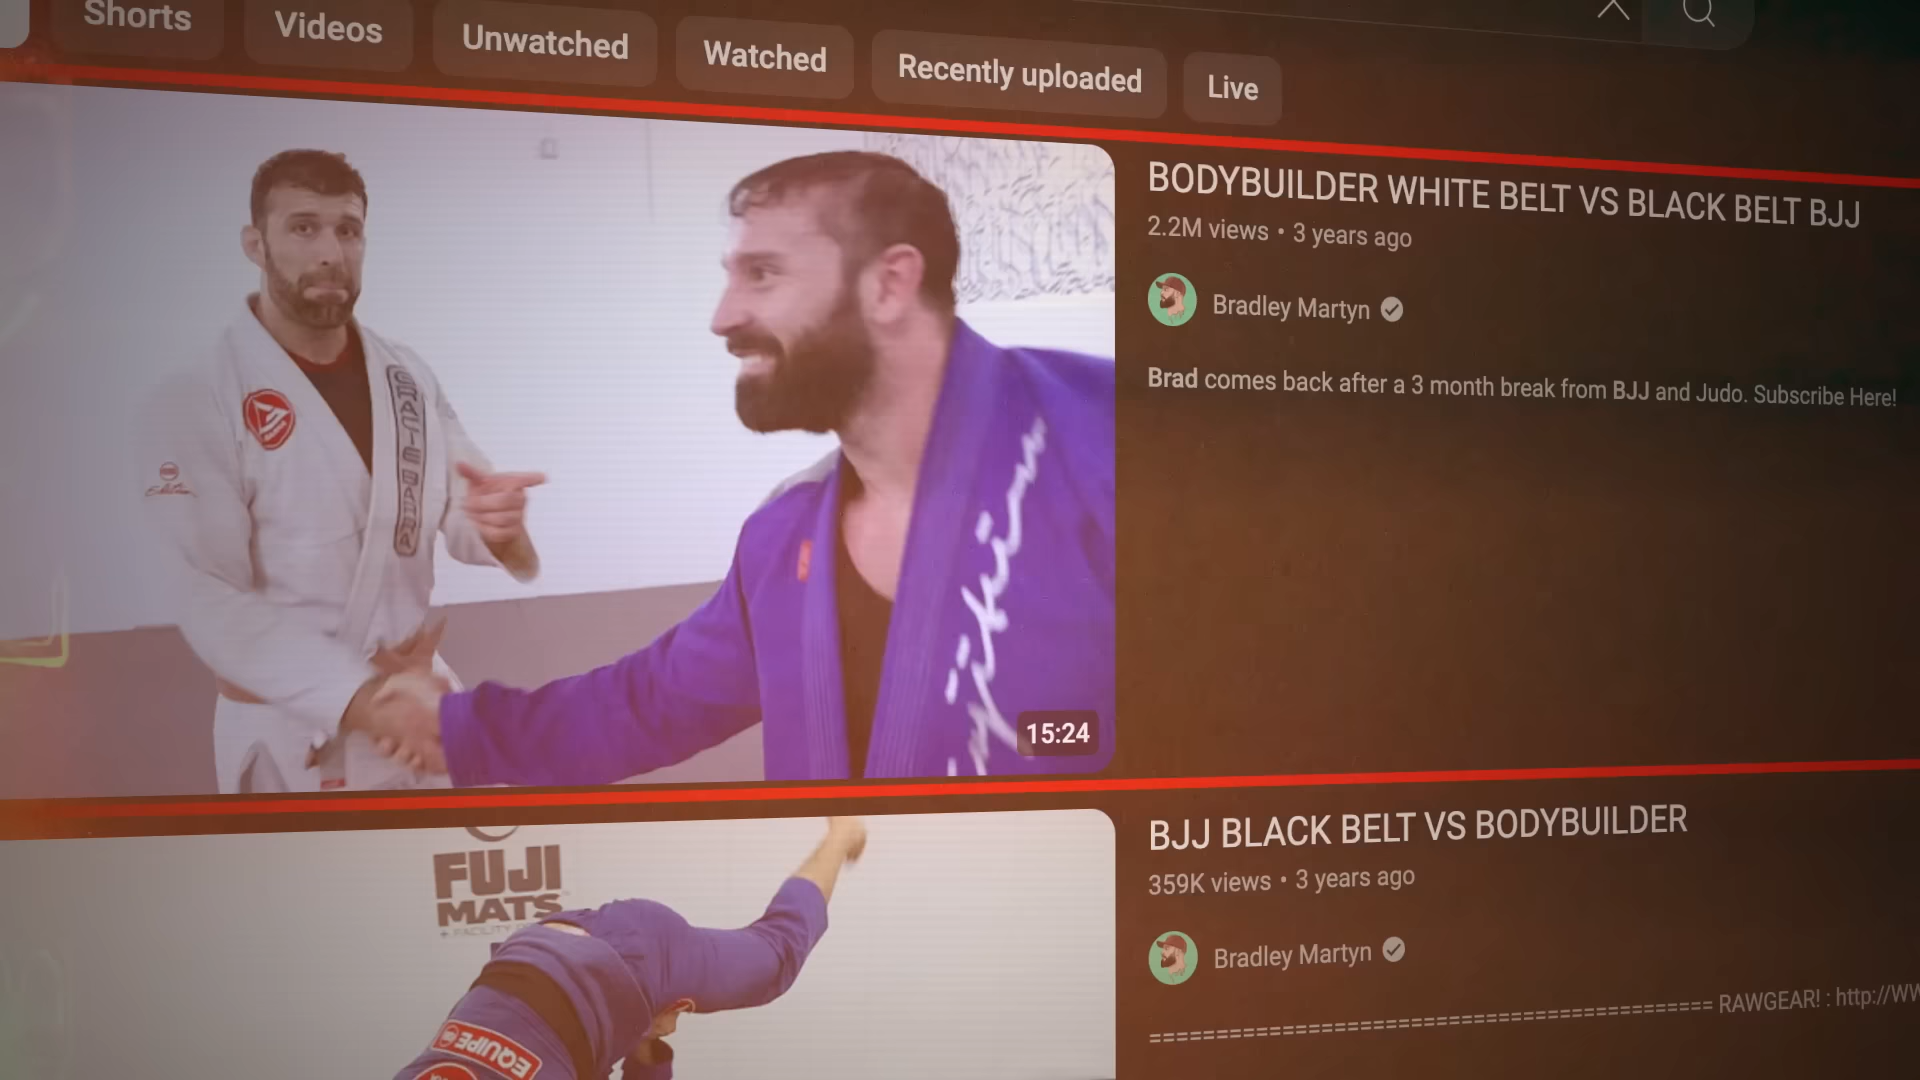 Shorts
Videos
Unwatched
Watched
Recently uploaded
Live
BODYBUILDER WHITE BELT VS BLACK BELT BJJ
2.2M views • 3 years ago
Bradley Martyn
Brad comes back after a 3 month break from BJJ and Judo. Subscribe Here!
GRACIE BARRA
15:24
BJJ BLACK BELT VS BODYBUILDER
359K views • 3 years ago
Bradley Martyn
================================================ RAWGEAR! : http://WW
FUJI
MATS
EQUIPE